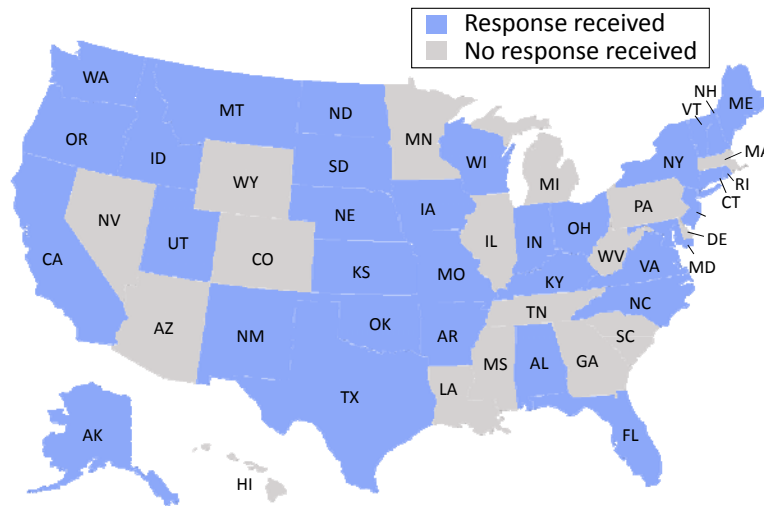 Response received
No response received
WA
MT
ND
MN
NH
VT
ME
OR
ID
SD
WI
NY
MA
WY
MI
RI
CT
NV
UT
NE
IA
PA
CA
CO
KS
MO
IL
IN
OH
WV
VA
DE
MD
KY
AZ
NM
OK
AR
TN
NC
SC
MS
AL
GA
TX
LA
AK
FL
HI